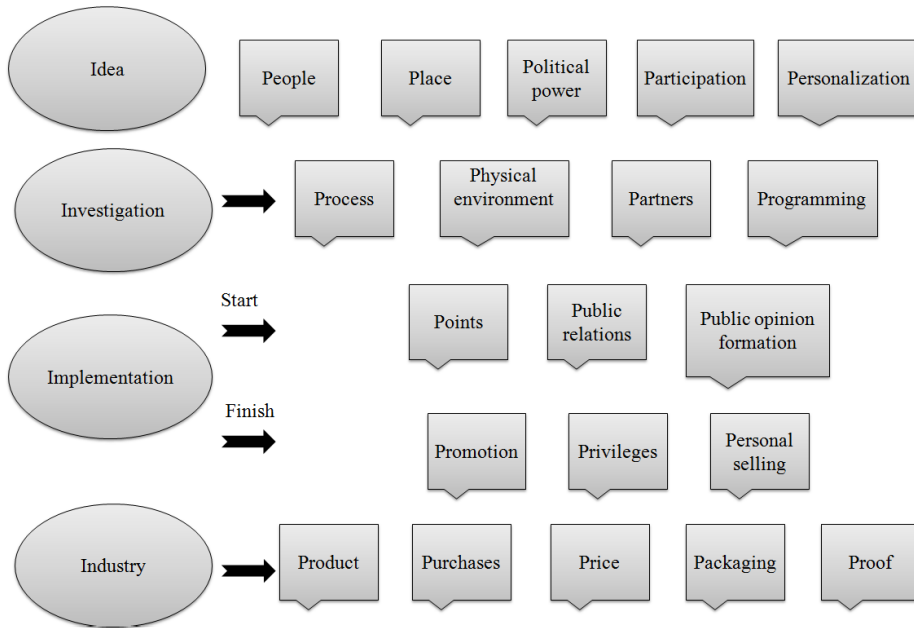 Idea
People
Place
Political
power
Participation
Personalization
Investigation
Process
Physical
environment
Partners
Programming
Implementation
Start
Points
Public
relations
Public opinion
formation
Finish
Promotion
Privileges
Personal
selling
Industry
Product
Purchases
Price
Packaging
Proof